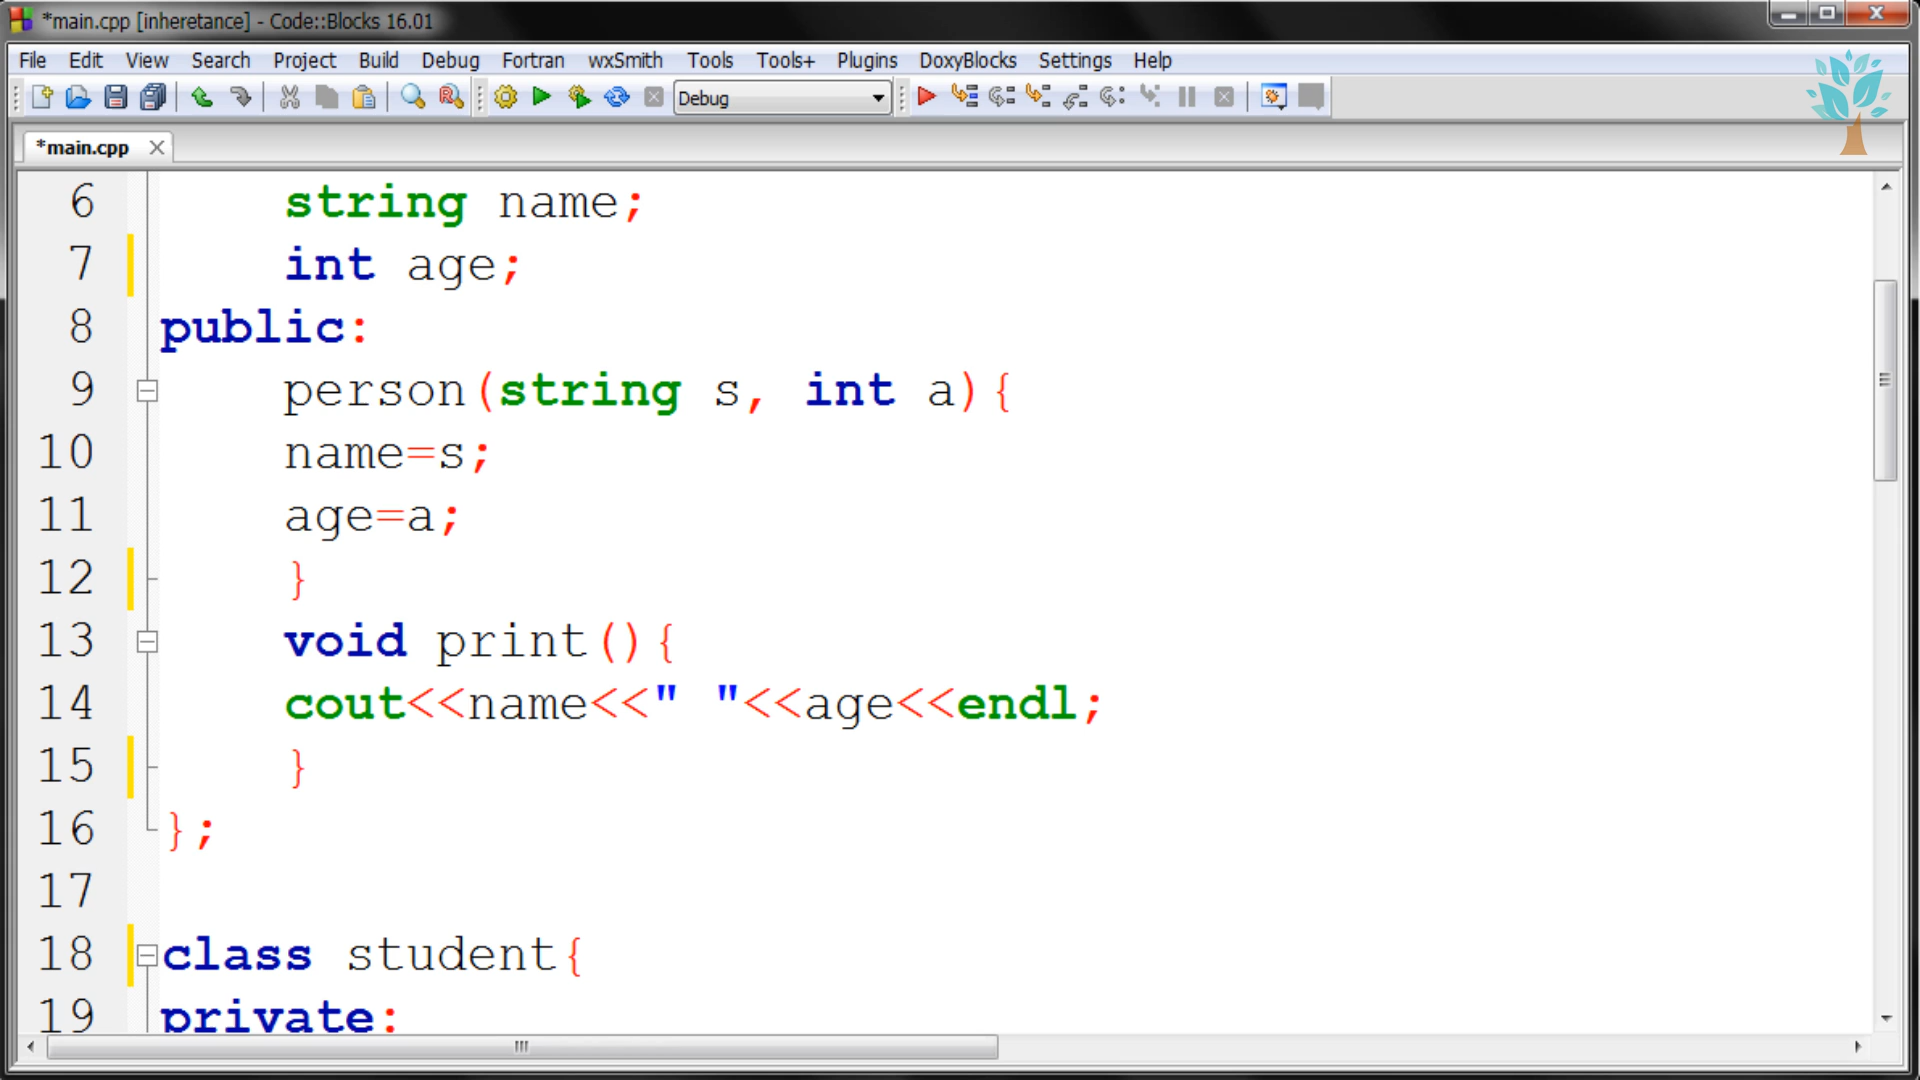 *main.cpp [inheretance] - Code::Blocks 16.01
File Edit View Search Project Build Debug Fortran wxSmith Tools Tools+ Plugins DoxyBlocks Settings Help
Debug
*main.cpp
6 string name;
7 int age;
8 public:
9 person(string s, int a){
10 name=s;
11 age=a;
12 }
13 void print(){
14 cout<<name<<" "<<age<<endl;
15 }
16 };
17
18 class student{
19 private: